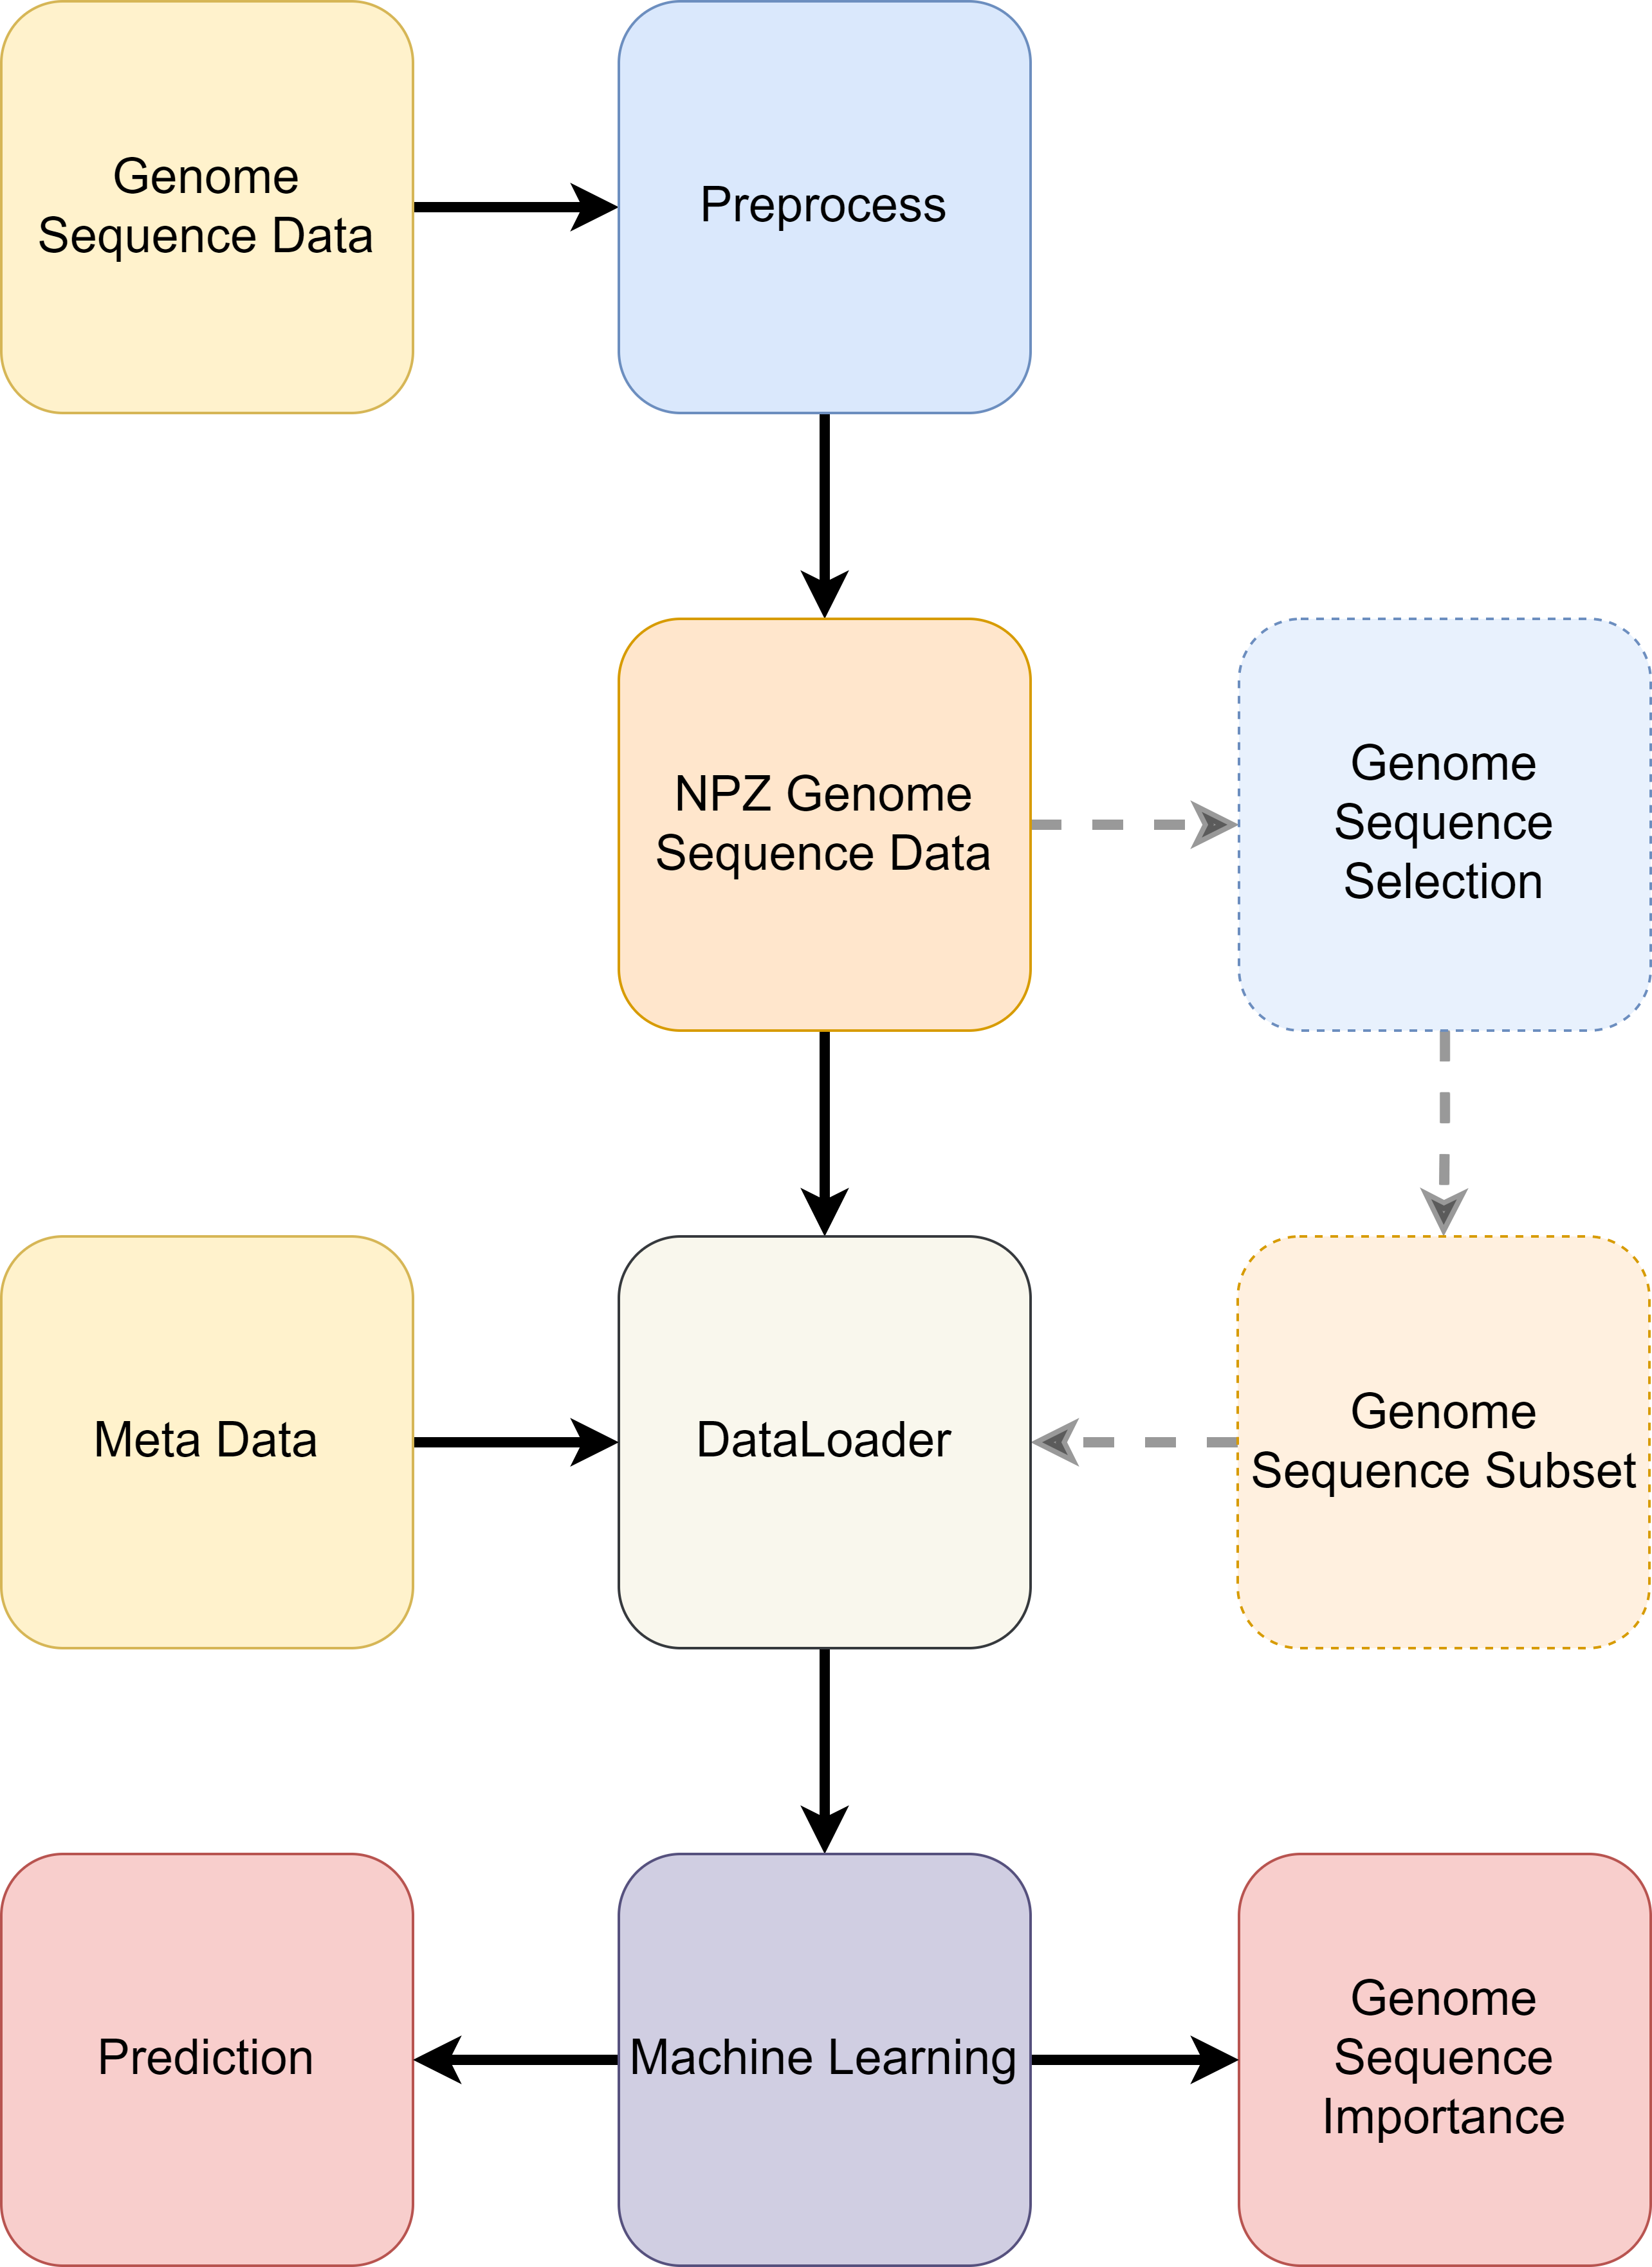 Genome
Sequence Data
Preprocess
NPZ Genome
Sequence Data
Genome
Sequence
Selection
Meta Data
DataLoader
Genome
Sequence Subset
Prediction
Machine Learning
Genome
Sequence
Importance